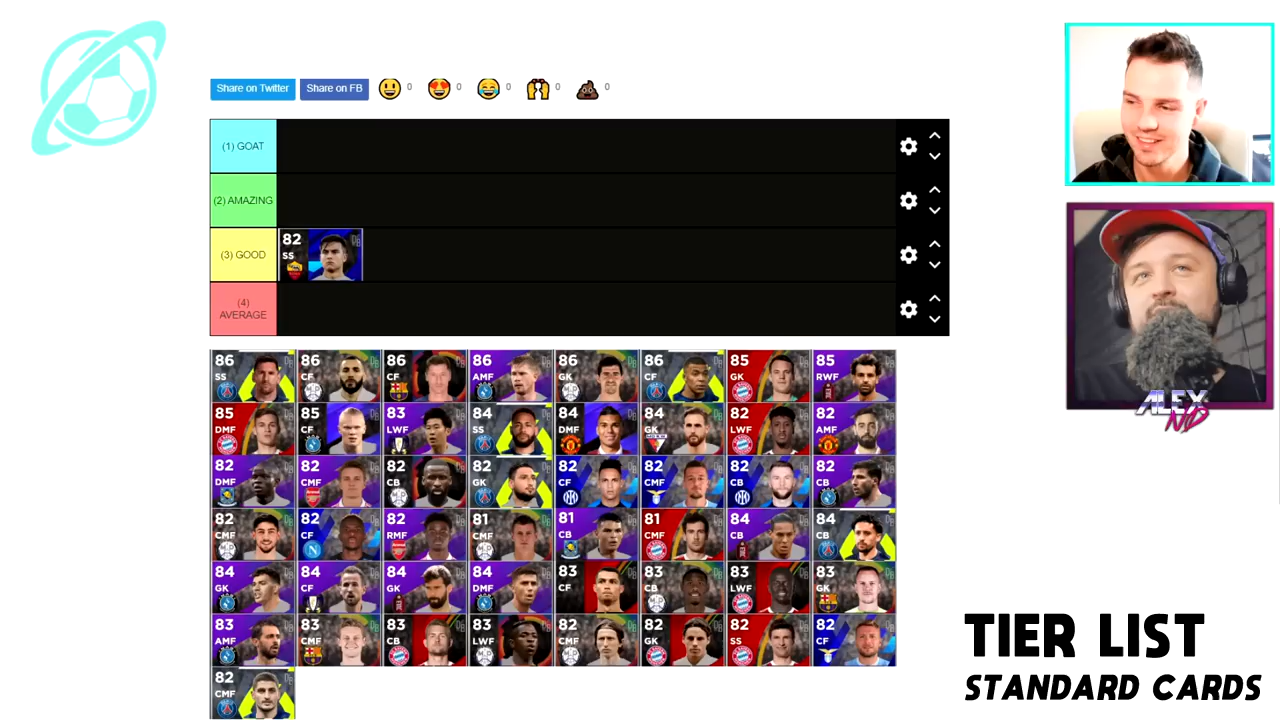 Share on Twitter Share on FB 0 0 0 0 0
(1) GOAT
(2) AMAZING
82
(3) GOOD
SS
(4)
AVERAGE
86 86 86 86 86 86 85 85
SS CF CF AMF GK CF GK RWF
85 85 83 84 84 84 82 82
DMF CF LWF SS DMF GK LWF AMF
82 82 82 82 82 82 82 82
DMF CMF CB GK CF CMF CB CB
82 82 82 81 81 81 84 84
CMF CF RMF CMF CB CMF CB CB
84 84 84 84 83 83 83 83
GK CF GK DMF CF CB LWF GK
83 83 83 83 82 82 82 82
AMF CMF CB LWF CMF GK SS CF
82
CMF
ALEX
ND
TIER LIST
STANDARD CARDS